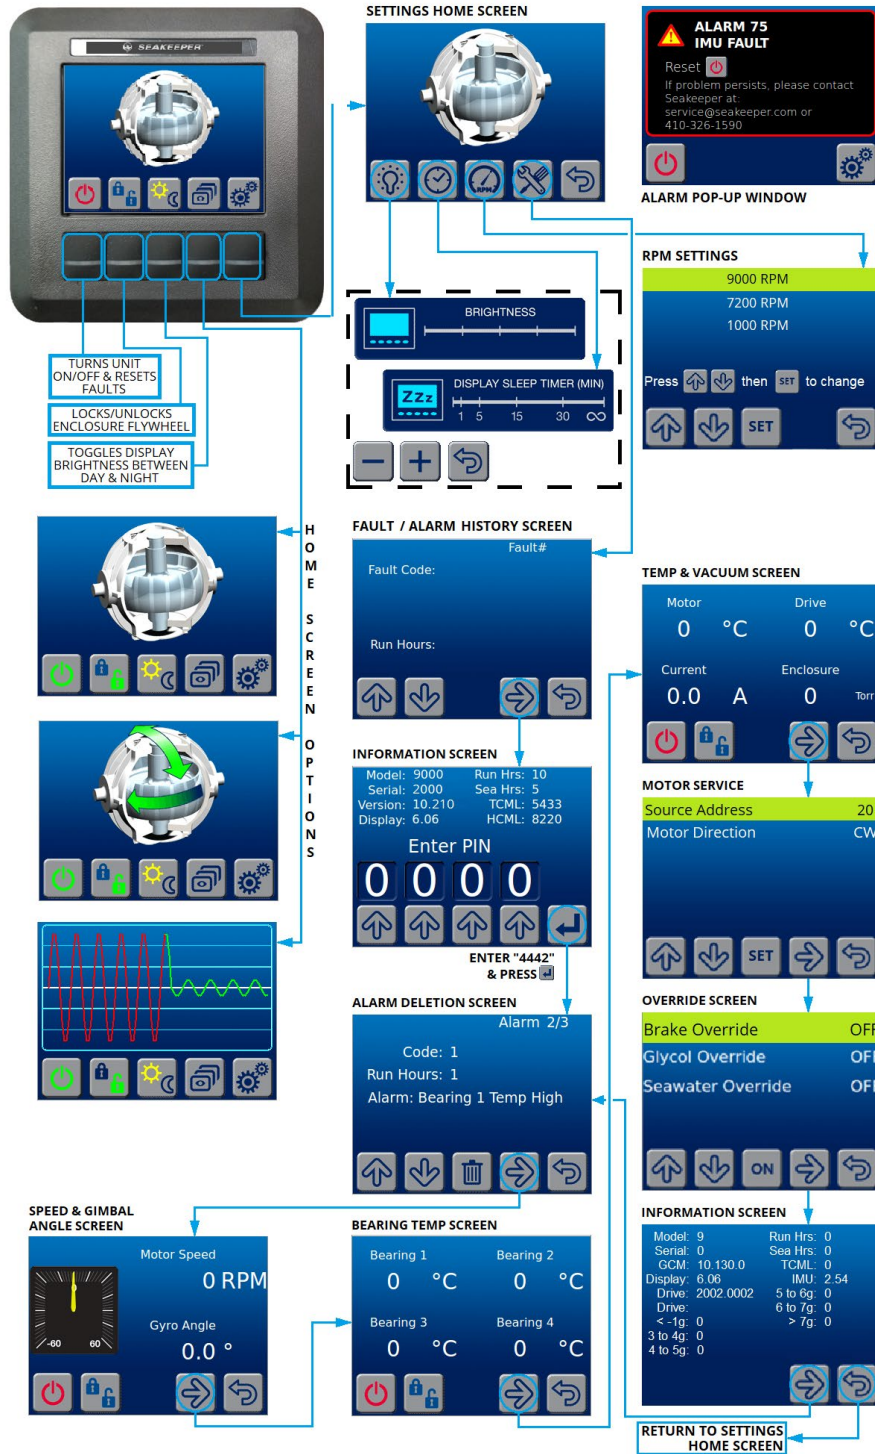 SEAKEEPER
TURNS UNIT
ON/OFF & RESETS
FAULTS
LOCKS/UNLOCKS
ENCLOSURE FLYWHEEL
TOGGLES DISPLAY
BRIGHTNESS BETWEEN
DAY & NIGHT
HOME SCREEN OPTIONS
SETTINGS HOME SCREEN
RPM
BRIGHTNESS
DISPLAY SLEEP TIMER (MIN)
ZZz
1 5 15 30 ∞
ALARM 75
IMU FAULT
Reset
If problem persists, please contact
Seakeeper at:
service@seakeeper.com or
410-326-1590
ALARM POP-UP WINDOW
RPM SETTINGS
9000 RPM
7200 RPM
1000 RPM
Press then SET to change
SET
FAULT / ALARM HISTORY SCREEN
Fault#
Fault Code:
Run Hours:
INFORMATION SCREEN
Model: 9000 Run Hrs: 10
Serial: 2000 Sea Hrs: 5
Version: 10.210 TCML: 5433
Display: 6.06 HCML: 8220
Enter PIN
0 0 0 0
ENTER "4442"
& PRESS
ALARM DELETION SCREEN
Alarm 2/3
Code: 1
Run Hours: 1
Alarm: Bearing 1 Temp High
SPEED & GIMBAL
ANGLE SCREEN
Motor Speed
0 RPM
Gyro Angle
0.0 °
-60 60
BEARING TEMP SCREEN
Bearing 1 Bearing 2
0 °C 0 °C
Bearing 3 Bearing 4
0 °C 0 °C
TEMP & VACUUM SCREEN
Motor Drive
0 °C 0 °C
Current Enclosure
0.0 A 0 Torr
MOTOR SERVICE
Source Address 20
Motor Direction CW
SET
OVERRIDE SCREEN
Brake Override OFF
Glycol Override OFF
Seawater Override OFF
ON
INFORMATION SCREEN
Model: 9 Run Hrs: 0
Serial: 0 Sea Hrs: 0
GCM: 10.130.0 TCML: 0
Display: 6.06 IMU: 2.54
Drive: 2002.0002 5 to 6g: 0
Drive: 6 to 7g: 0
< -1g: 0 > 7g: 0
3 to 4g: 0
4 to 5g: 0
RETURN TO SETTINGS
HOME SCREEN